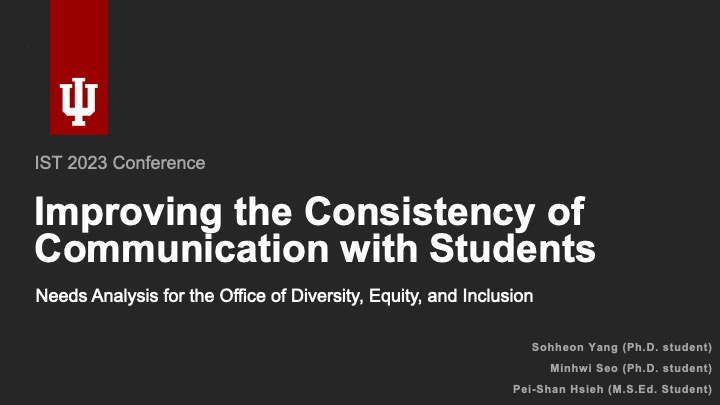 IST 2023 Conference
Improving the Consistency of
Communication with Students
Needs Analysis for the Office of Diversity, Equity, and Inclusion
Sohheon Yang (Ph.D. student)
Minhwi Seo (Ph.D. student)
Pei-Shan Hsieh (M.S.Ed. Student)